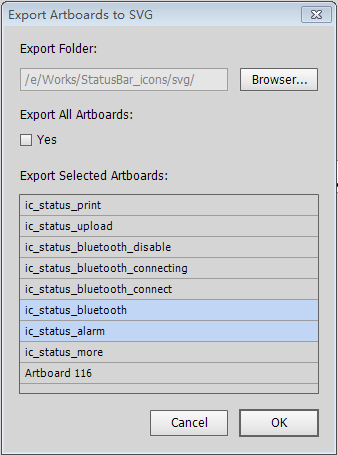 Export Artboards to SVG
Export Folder:
/e/Works/StatusBar_icons/svg/
Browser...
Export All Artboards:
Yes
Export Selected Artboards:
ic_status_print
ic_status_upload
ic_status_bluetooth_disable
ic_status_bluetooth_connecting
ic_status_bluetooth_connect
ic_status_bluetooth
ic_status_alarm
ic_status_more
Artboard 116
Cancel
OK